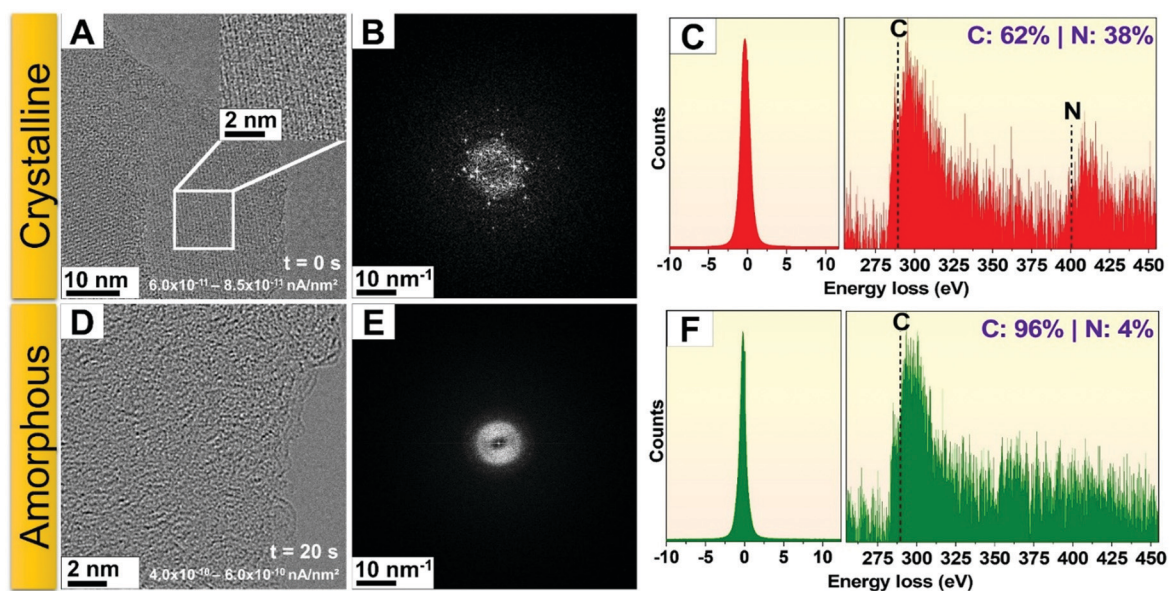 Crystalline
A
2 nm
10 nm
t = 0 s
6.0x10⁻¹¹ – 8.5x10⁻¹¹ nA/nm²
B
10 nm⁻¹
C
Counts
-10 -5 0 5 10
C
N
C: 62% | N: 38%
275 300 325 350 375 400 425 450
Energy loss (eV)
Amorphous
D
2 nm
t = 20 s
4.0x10⁻¹⁰ – 6.0x10⁻¹⁰ nA/nm²
E
10 nm⁻¹
F
Counts
-10 -5 0 5 10
C
C: 96% | N: 4%
275 300 325 350 375 400 425 450
Energy loss (eV)